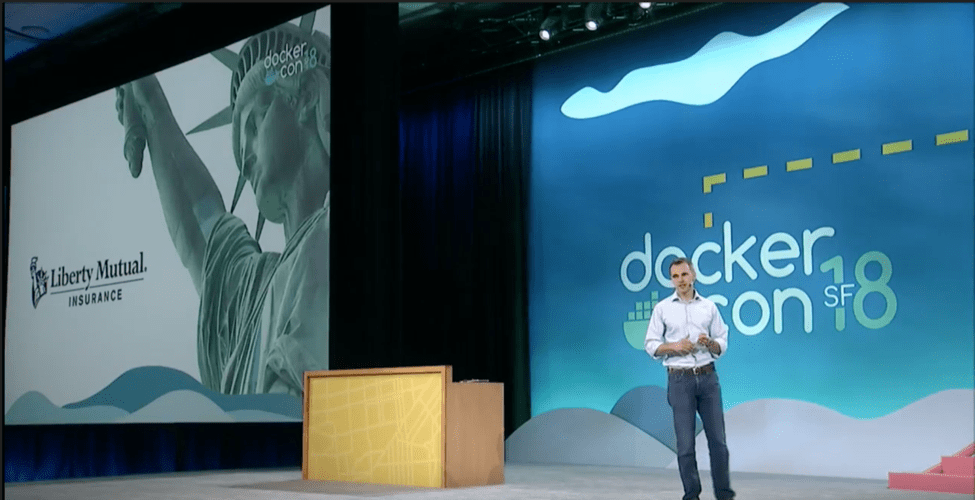 docker
con 18
Liberty Mutual.
INSURANCE
docker
con SF 18